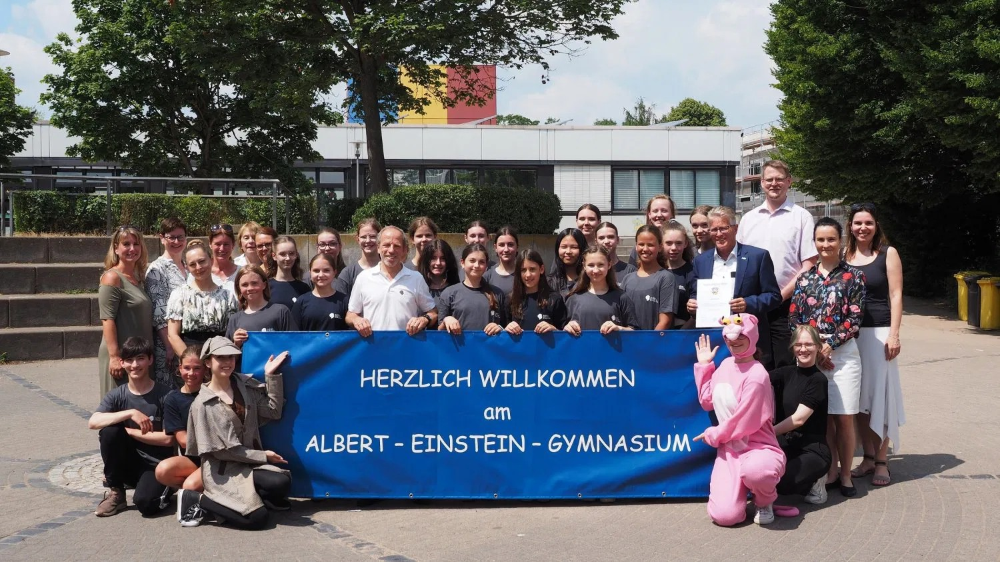 HERZLICH WILLKOMMEN
am
ALBERT – EINSTEIN – GYMNASIUM